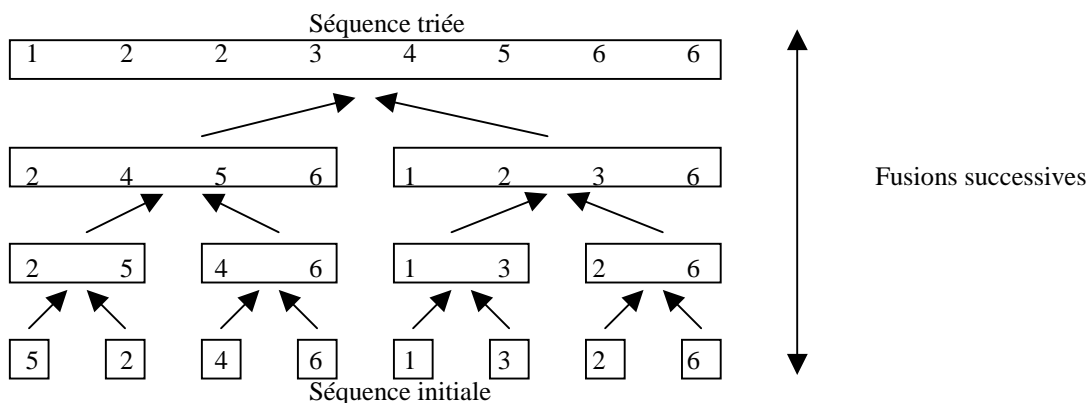 Séquence triée
1 2 2 3 4 5 6 6
2 4 5 6 1 2 3 6
Fusions successives
2 5 4 6 1 3 2 6
5 2 4 6 1 3 2 6
Séquence initiale